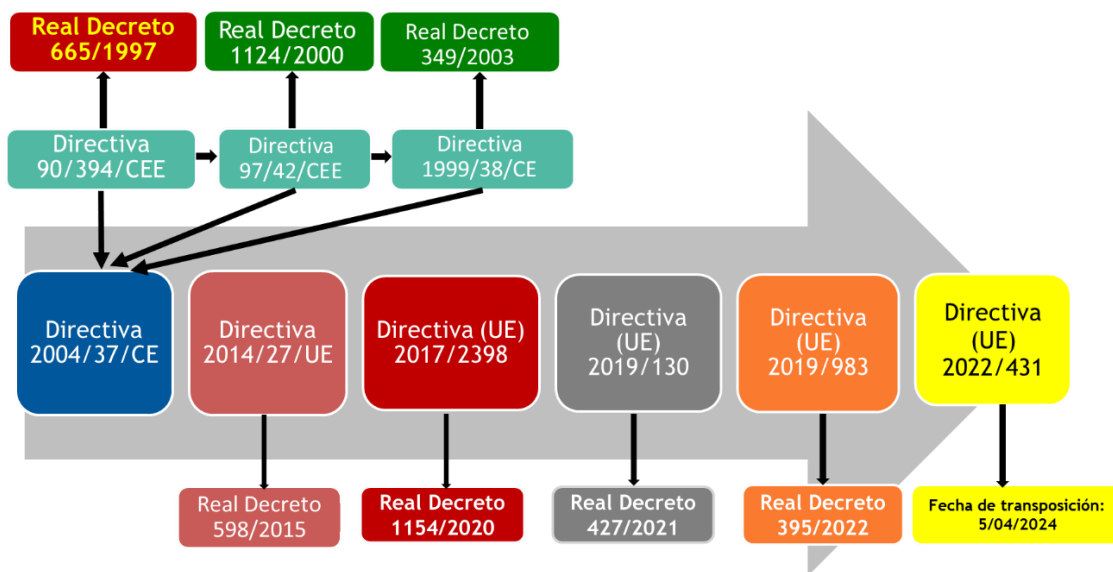 Real Decreto
665/1997
Real Decreto
1124/2000
Real Decreto
349/2003
Directiva
90/394/CEE
Directiva
97/42/CEE
Directiva
1999/38/CE
Directiva
2004/37/CE
Directiva
2014/27/UE
Directiva (UE)
2017/2398
Directiva
(UE)
2019/130
Directiva
(UE)
2019/983
Directiva
(UE)
2022/431
Real Decreto
598/2015
Real Decreto
1154/2020
Real Decreto
427/2021
Real Decreto
395/2022
Fecha de transposición:
5/04/2024